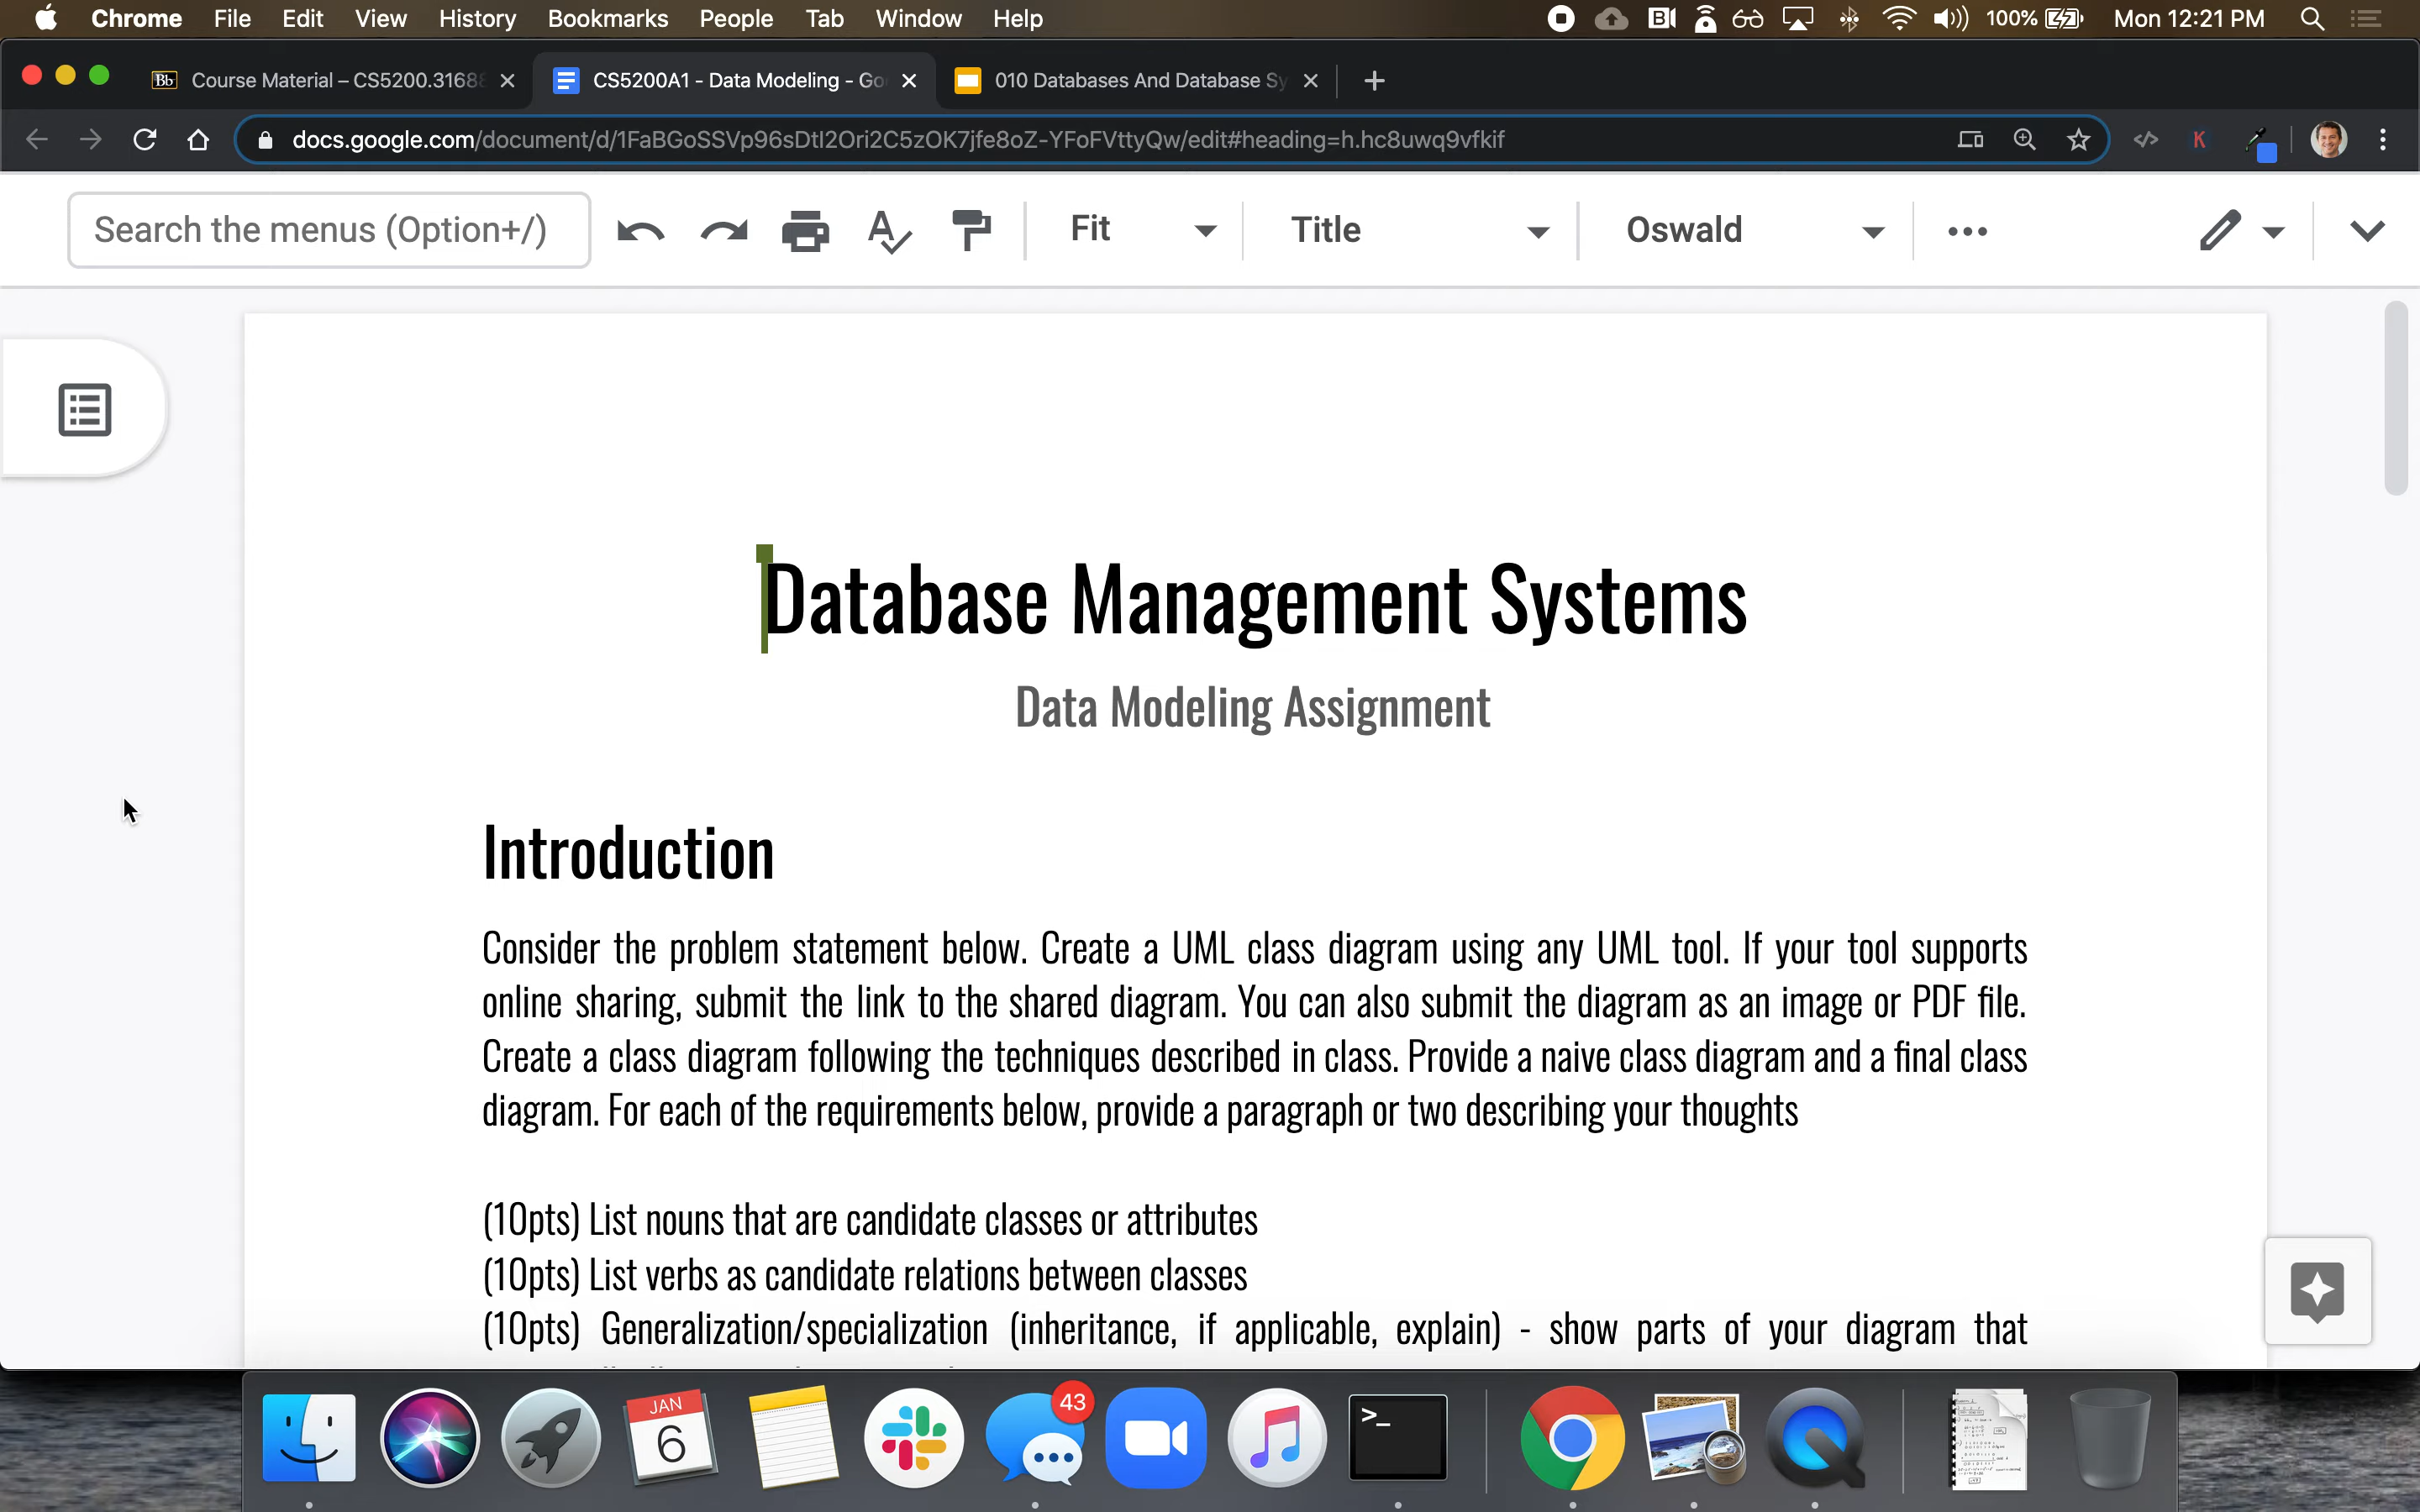 Chrome File Edit View History Bookmarks People Tab Window Help 100% Mon 12:21 PM
Bb Course Material – CS5200.3168 CS5200A1 - Data Modeling - Go 010 Databases And Database Sy
docs.google.com/document/d/1FaBGoSSVp96sDtI2Ori2C5zOK7jfe8oZ-YFoFVttyQw/edit#heading=h.hc8uwq9vfkif K
Search the menus (Option+/) Fit Title Oswald
Database Management Systems
Data Modeling Assignment
Introduction
Consider the problem statement below. Create a UML class diagram using any UML tool. If your tool supports
online sharing, submit the link to the shared diagram. You can also submit the diagram as an image or PDF file.
Create a class diagram following the techniques described in class. Provide a naive class diagram and a final class
diagram. For each of the requirements below, provide a paragraph or two describing your thoughts
(10pts) List nouns that are candidate classes or attributes
(10pts) List verbs as candidate relations between classes
(10pts) Generalization/specialization (inheritance, if applicable, explain) - show parts of your diagram that
JAN
6
43
>_